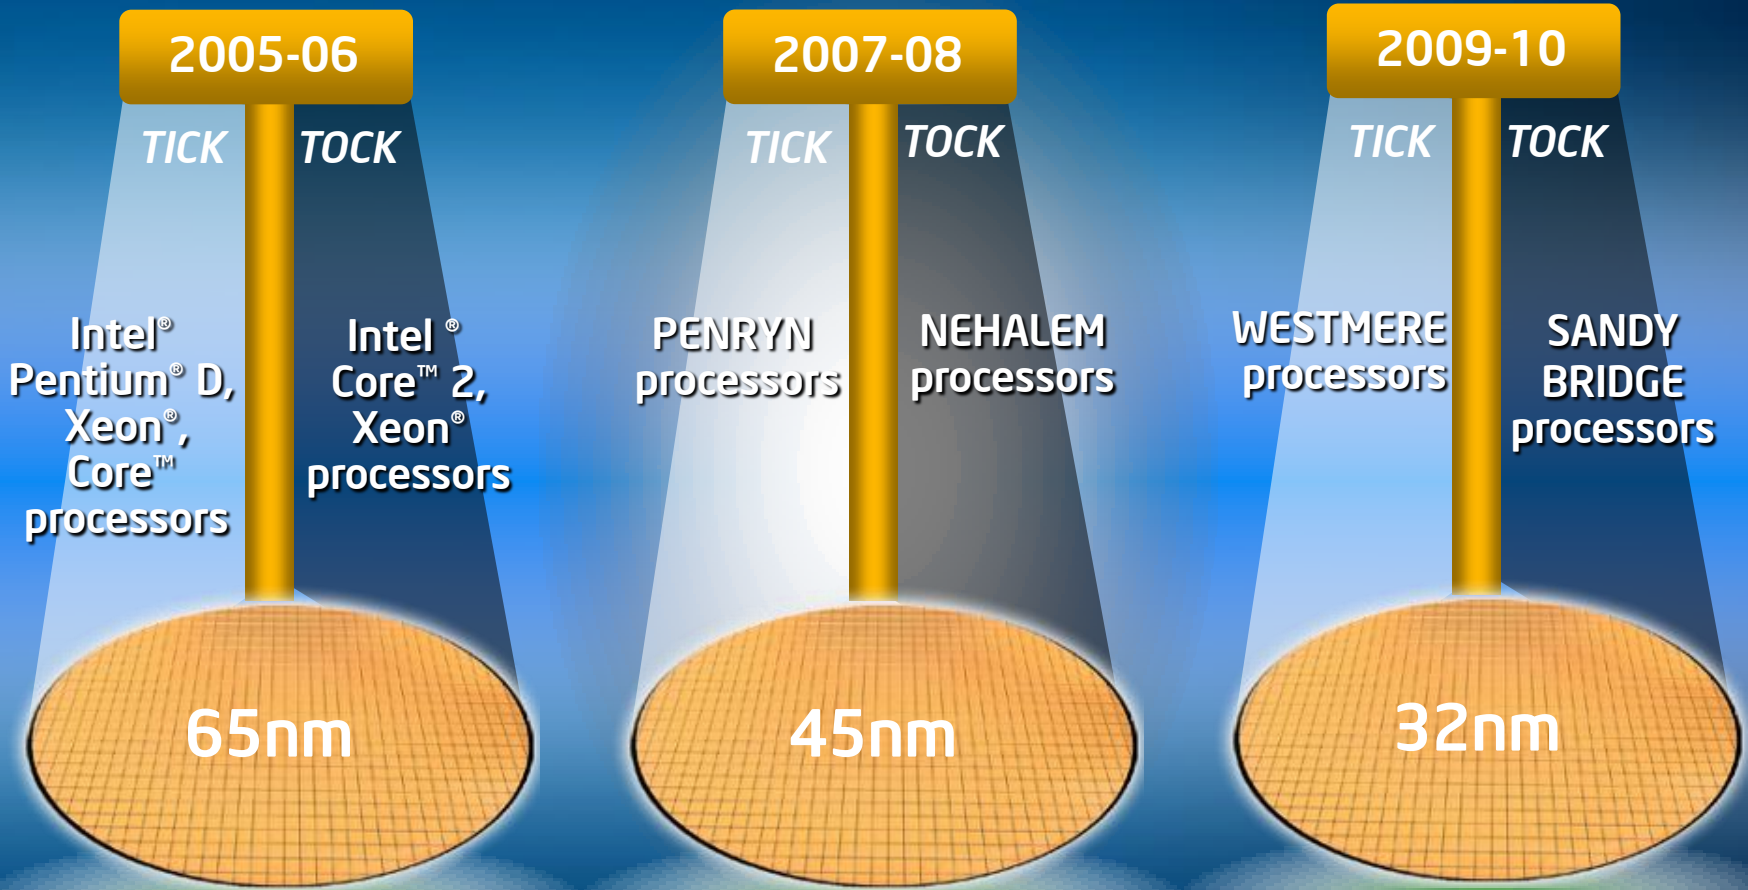 2005-06
TICK
TOCK
Intel®
Pentium® D,
Xeon®,
Core™
processors
Intel ®
Core™ 2,
Xeon®
processors
65nm
2007-08
TICK
TOCK
PENRYN
processors
NEHALEM
processors
45nm
2009-10
TICK
TOCK
WESTMERE
processors
SANDY
BRIDGE
processors
32nm